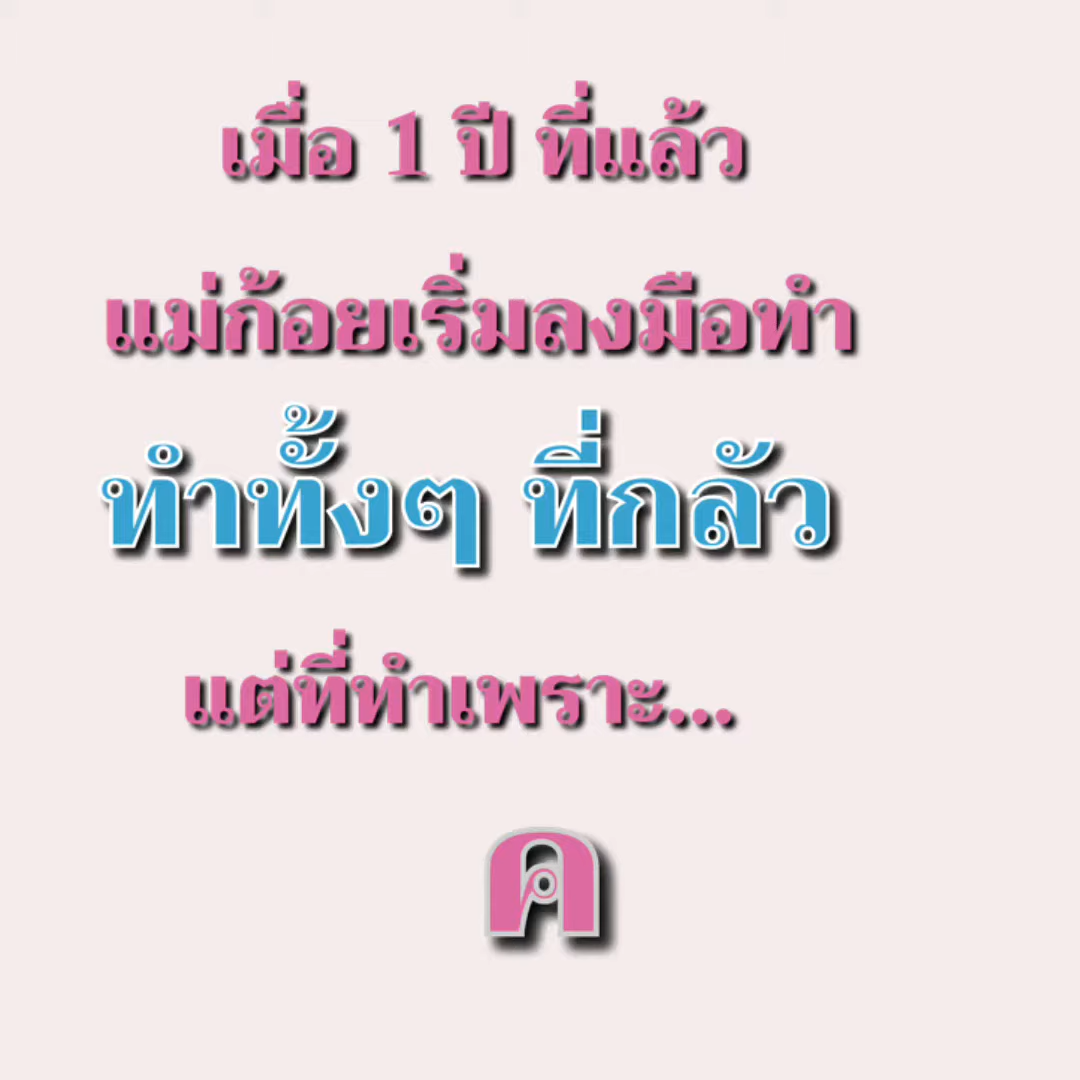 เมื่อ 1 ปี ที่แล้ว
แม่ก้อยเริ่มลงมือทำ
ทำทั้งๆ ที่กลัว
แต่ที่ทำเพราะ...
ค